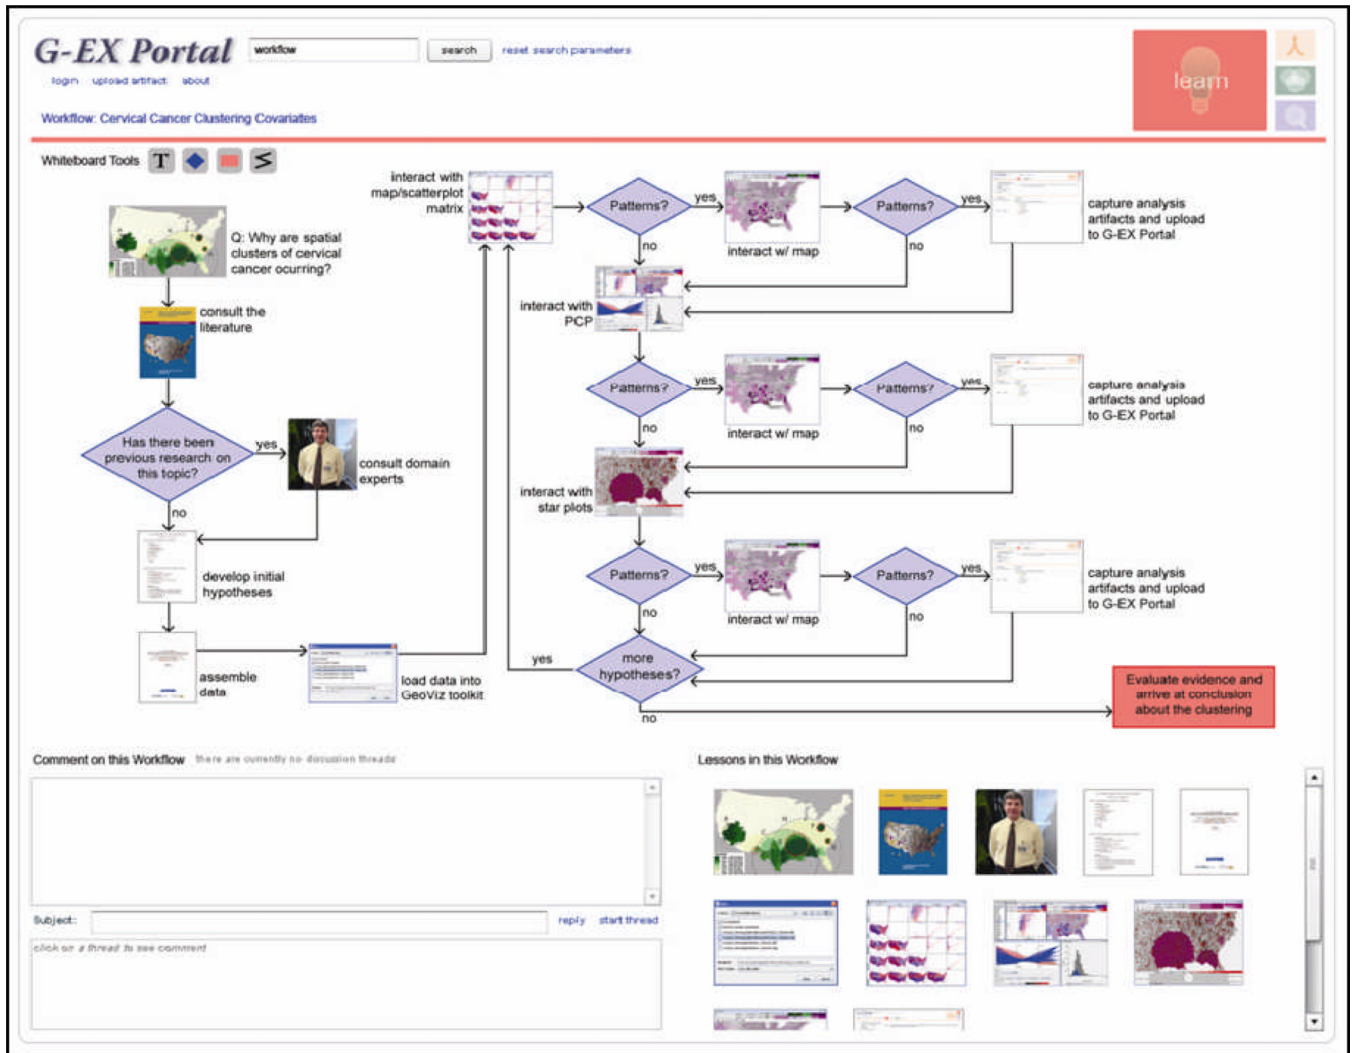 G-EX Portal
workflow
search
reset search parameters
login upload artifact about
learn
Workflow: Cervical Cancer Clustering Covariates
Whiteboard Tools T
Q: Why are spatial
clusters of cervical
cancer ocurring?
consult the
literature
Has there been
previous research on
this topic?
yes
consult domain
experts
no
develop initial
hypotheses
assemble
data
load data into
GeoViz toolkit
interact with
map/scatterplot
matrix
Patterns?
yes
interact w/ map
Patterns?
yes
capture analysis
artifacts and upload
to G-EX Portal
no
no
interact with
PCP
Patterns?
yes
interact w/ map
Patterns?
yes
capture analysis
artifacts and upload
to G-EX Portal
no
no
interact with
star plots
Patterns?
yes
interact w/ map
Patterns?
yes
capture analysis
artifacts and upload
to G-EX Portal
no
no
more
hypotheses?
yes
no
Evaluate evidence and
arrive at conclusion
about the clustering
Comment on this Workflow there are currently no discussion threads
Subject:
reply start thread
click on a thread to see comment
Lessons in this Workflow